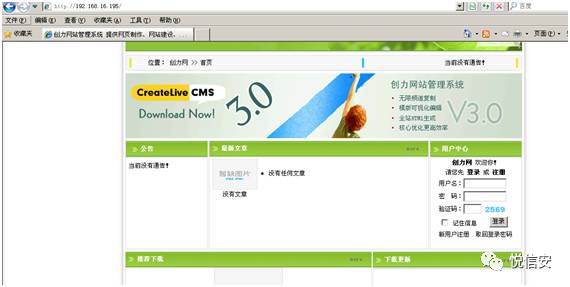 http://192.168.16.195/
百度
文件(F) 编辑(E) 查看(V) 收藏夹(A) 工具(T) 帮助(H)
收藏夹 创力网站管理系统 提供网页制作、网站建设、...
页面(P)
位置: 创力网 >> 首页
当前没有通告!
CreateLive CMS
Download Now!
3.0
创力网站管理系统
无限频道复制
模板可视化编辑
全站HTML生成
核心优化更高效率
V3.0
公告
最新文章
用户中心
当前没有通告!
暂缺图片
没有文章
没有任何文章
创力网 欢迎你!
请您先 登录 或 注册
用户名:
密 码:
验证码: 2569
记住信息 登录
新用户注册 取回登录密码
推荐下载
下载更新
悦信安